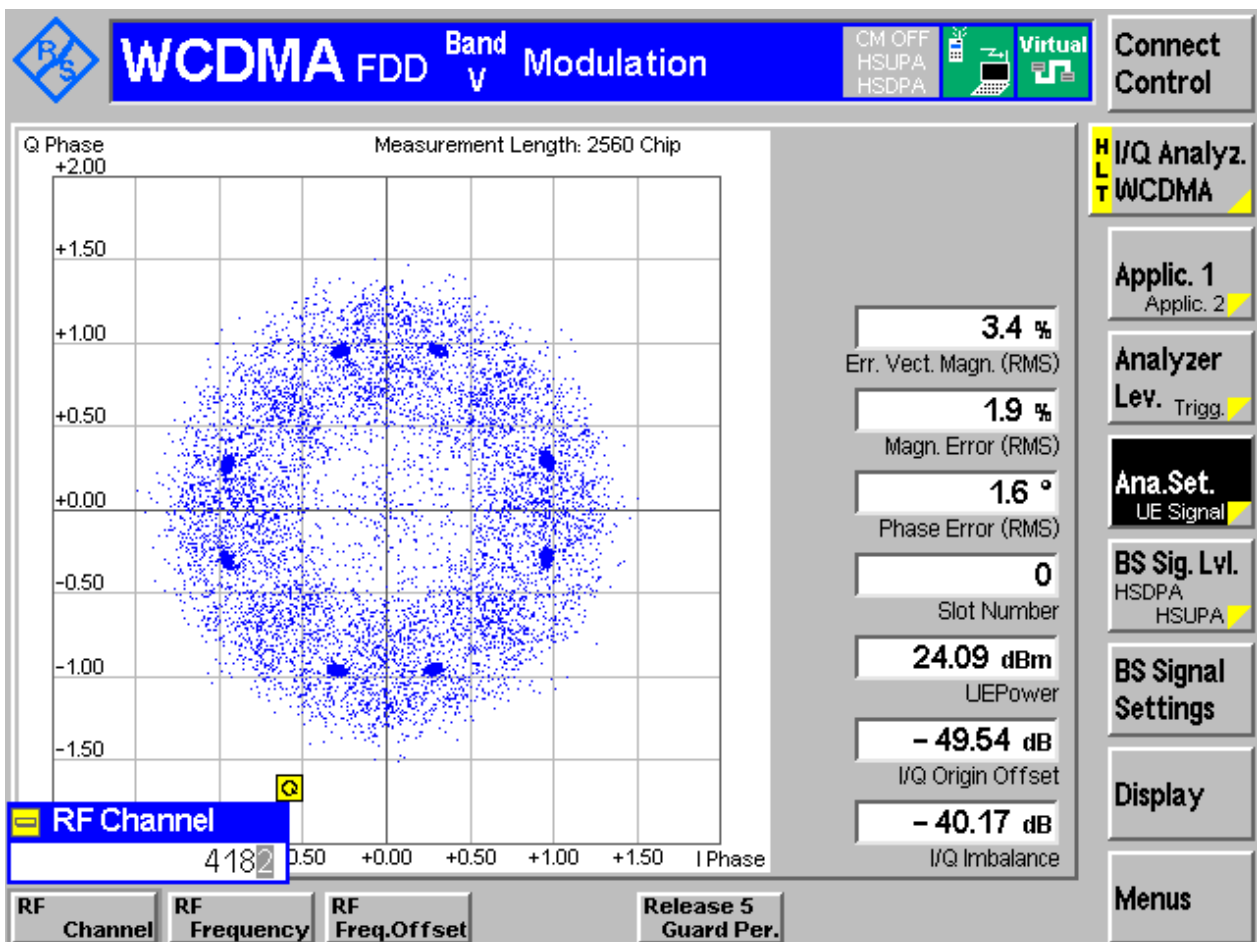 R/S
WCDMA FDD Band V Modulation
CM OFF
HSUPA
HSDPA
Virtual
Connect
Control
Q Phase
Measurement Length: 2560 Chip
+2.00
+1.50
+1.00
+0.50
+0.00
-0.50
-1.00
-1.50
Q
0.50 +0.00 +0.50 +1.00 +1.50 I Phase
RF Channel
4182
3.4 %
Err. Vect. Magn. (RMS)
1.9 %
Magn. Error (RMS)
1.6 °
Phase Error (RMS)
0
Slot Number
24.09 dBm
UEPower
- 49.54 dB
I/Q Origin Offset
- 40.17 dB
I/Q Imbalance
HLT
I/Q Analyz.
WCDMA
Applic. 1
Applic. 2
Analyzer
Lev. Trigg.
Ana.Set.
UE Signal
BS Sig. Lvl.
HSDPA
HSUPA
BS Signal
Settings
Display
Menus
RF
Channel
RF
Frequency
RF
Freq.Offset
Release 5
Guard Per.